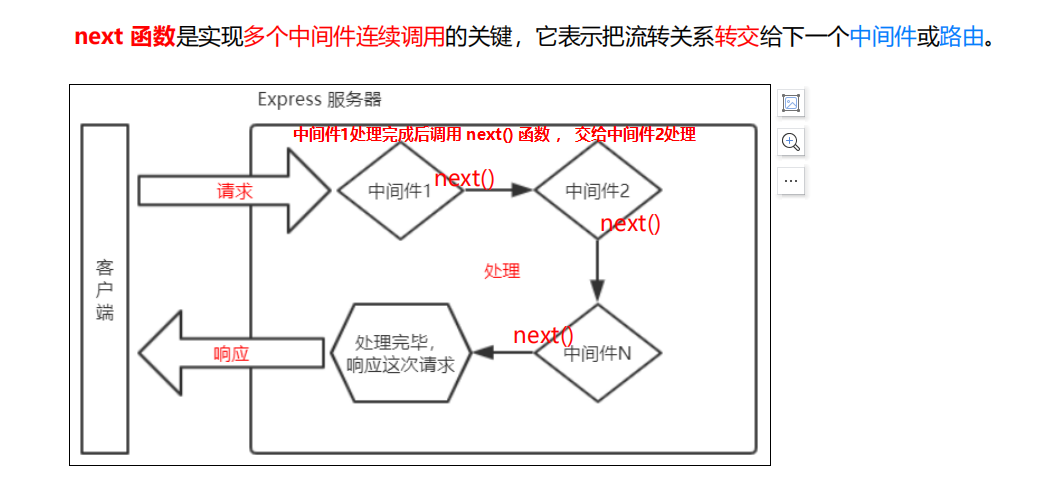 next 函数是实现多个中间件连续调用的关键，它表示把流转关系转交给下一个中间件或路由。
Express 服务器
中间件1处理完成后调用 next() 函数 ， 交给中间件2处理
请求
中间件1
next()
中间件2
next()
客户端
处理
响应
处理完毕，
响应这次请求
next()
中间件N